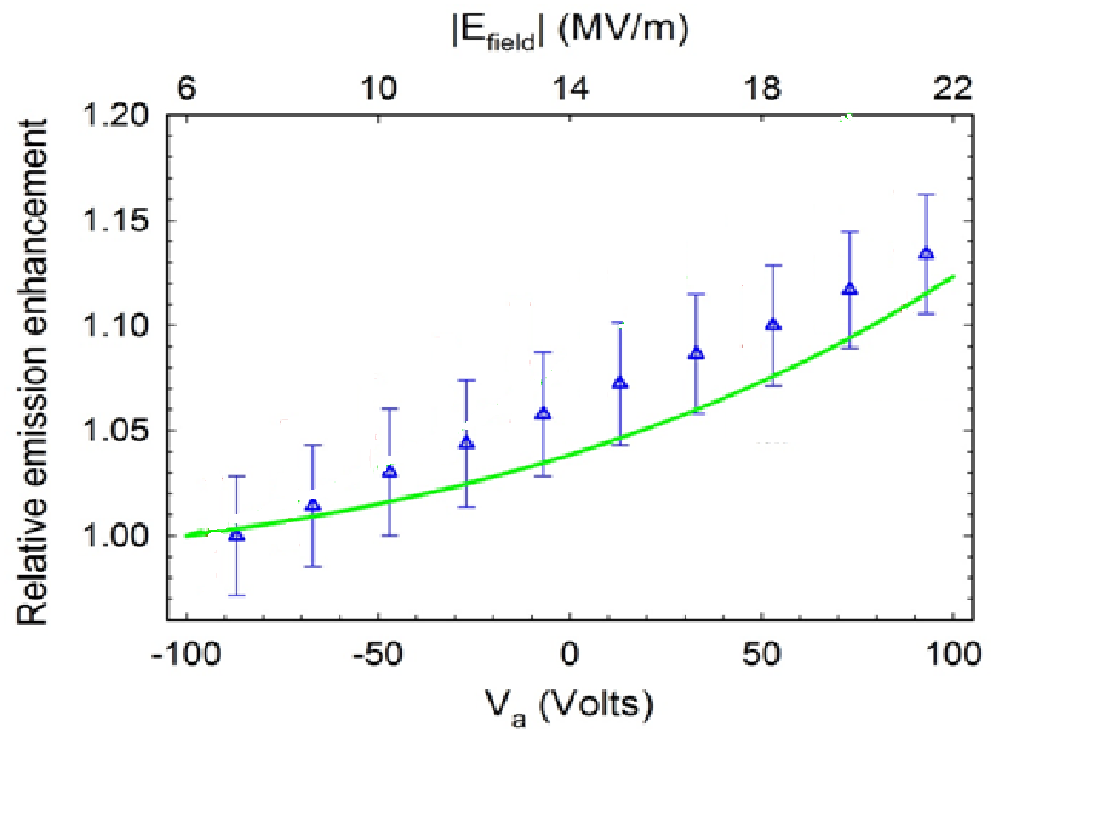 |E_field| (MV/m)
6 10 14 18 22
Relative emission enhancement
1.20
1.15
1.10
1.05
1.00
-100 -50 0 50 100
V_a (Volts)